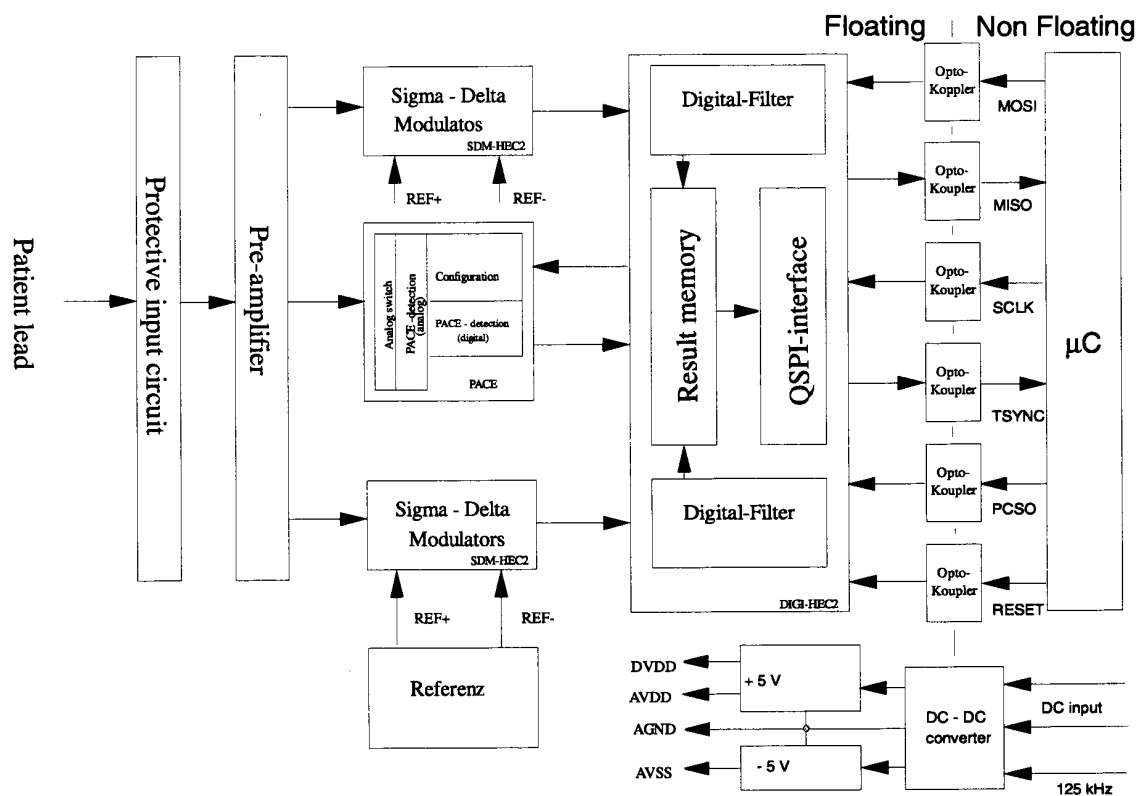 Floating
Non Floating
Patient lead
Protective input circuit
Pre-amplifier
Sigma - Delta
Modulatos
SDM-HEC2
REF+
REF-
Analog switch
PACE -detection
(analog)
Configuration
PACE - detection
(digital)
PACE
Sigma - Delta
Modulators
SDM-HEC2
REF+
REF-
Referenz
Digital-Filter
Result memory
QSPI-interface
Digital-Filter
DIGI-HEC2
Opto-
Koppler
MOSI
Opto-
Koupler
MISO
Opto-
Koupler
SCLK
Opto-
Koupler
TSYNC
Opto-
Koupler
PCSO
Opto-
Koupler
RESET
µC
DVDD
AVDD
AGND
AVSS
+ 5 V
- 5 V
DC - DC
converter
DC input
125 kHz